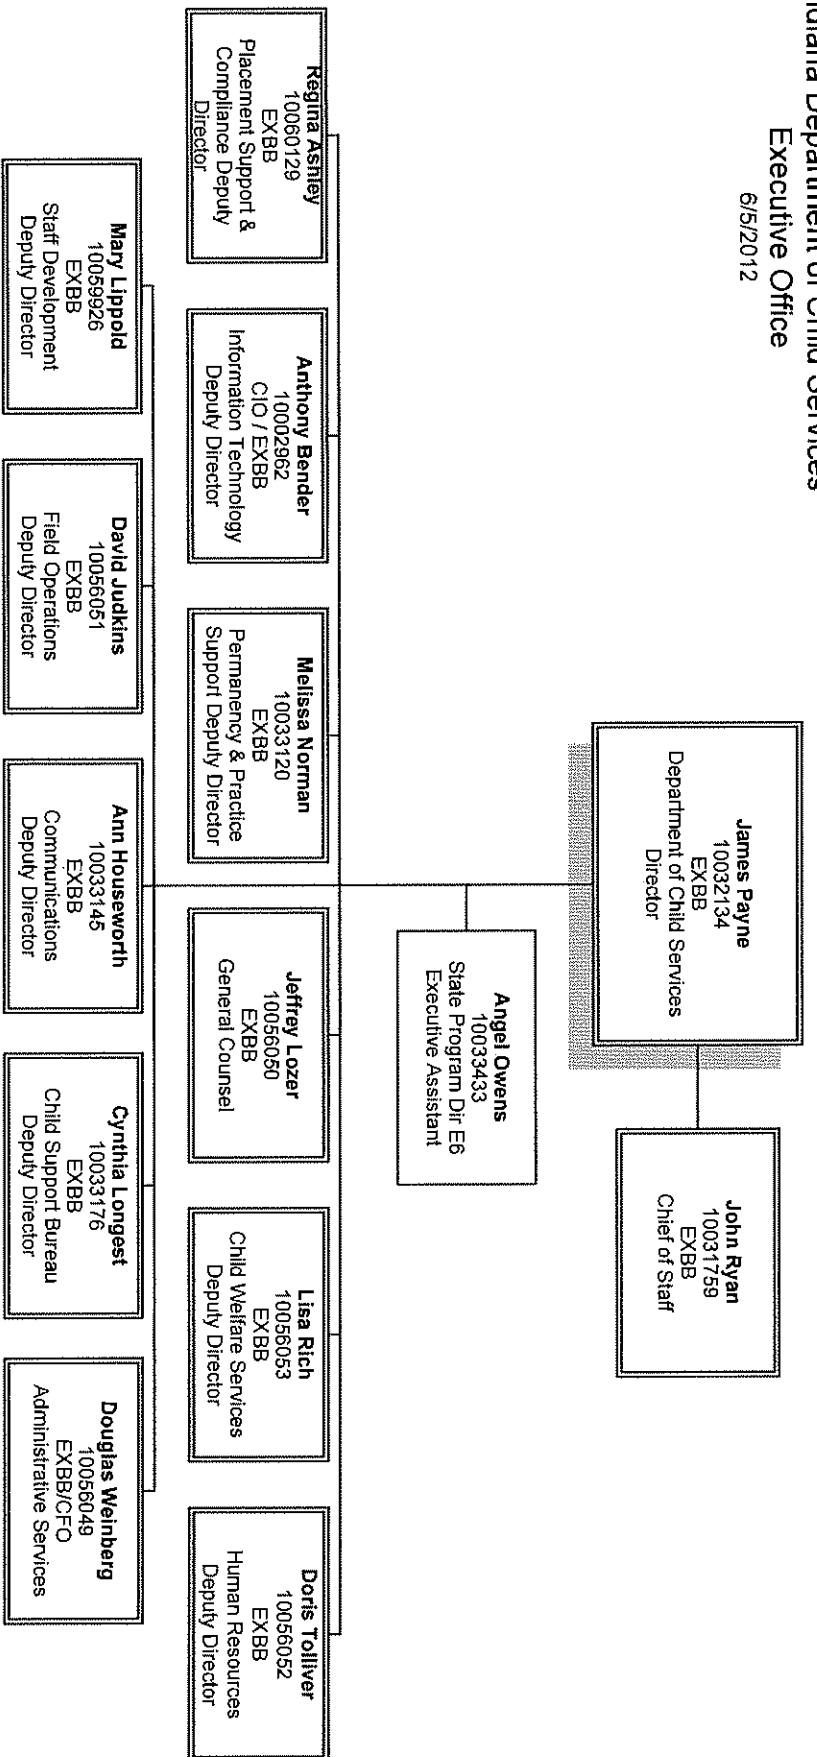 Department of Child Services
Executive Office
6/5/2012
James Payne
10032134
EXBB
Department of Child Services
Director
John Ryan
10031759
EXBB
Chief of Staff
Angel Owens
10033433
State Program Dir E6
Executive Assistant
Regina Ashley
10060129
EXBB
Placement Support &
Compliance Deputy
Director
Anthony Bender
10002962
CIO / EXBB
Information Technology
Deputy Director
Melissa Norman
10033120
EXBB
Permanency & Practice
Support Deputy Director
Jeffrey Lozer
10056050
EXBB
General Counsel
Lisa Rich
10056053
EXBB
Child Welfare Services
Deputy Director
Doris Tolliver
10056052
EXBB
Human Resources
Deputy Director
Mary Lippold
10059926
EXBB
Staff Development
Deputy Director
David Judkins
10056051
EXBB
Field Operations
Deputy Director
Ann Houseworth
10033145
EXBB
Communications
Deputy Director
Cynthia Longest
10033176
EXBB
Child Support Bureau
Deputy Director
Douglas Weinberg
10056049
EXBB/CFO
Administrative Services